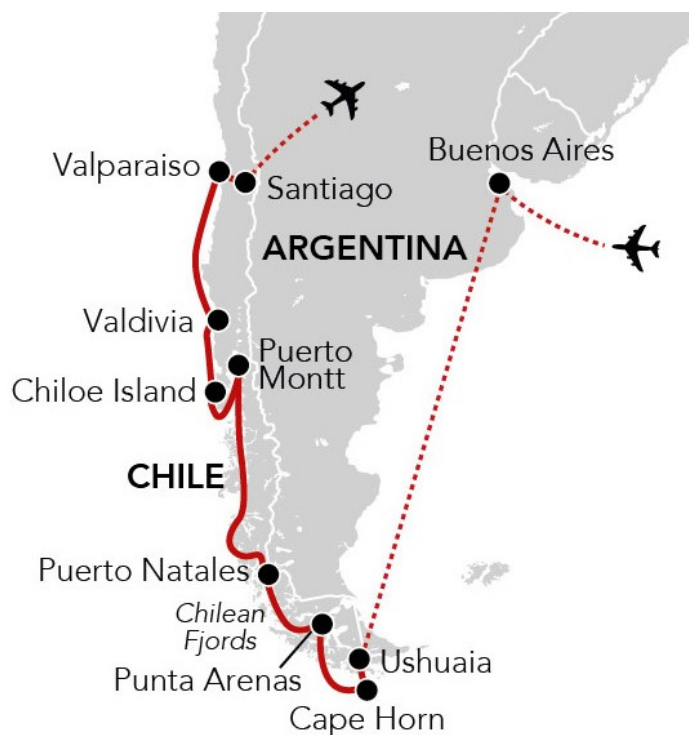 Valparaiso
Santiago
Buenos Aires
ARGENTINA
Valdivia
Puerto
Montt
Chiloe Island
CHILE
Puerto Natales
Chilean
Fjords
Punta Arenas
Ushuaia
Cape Horn